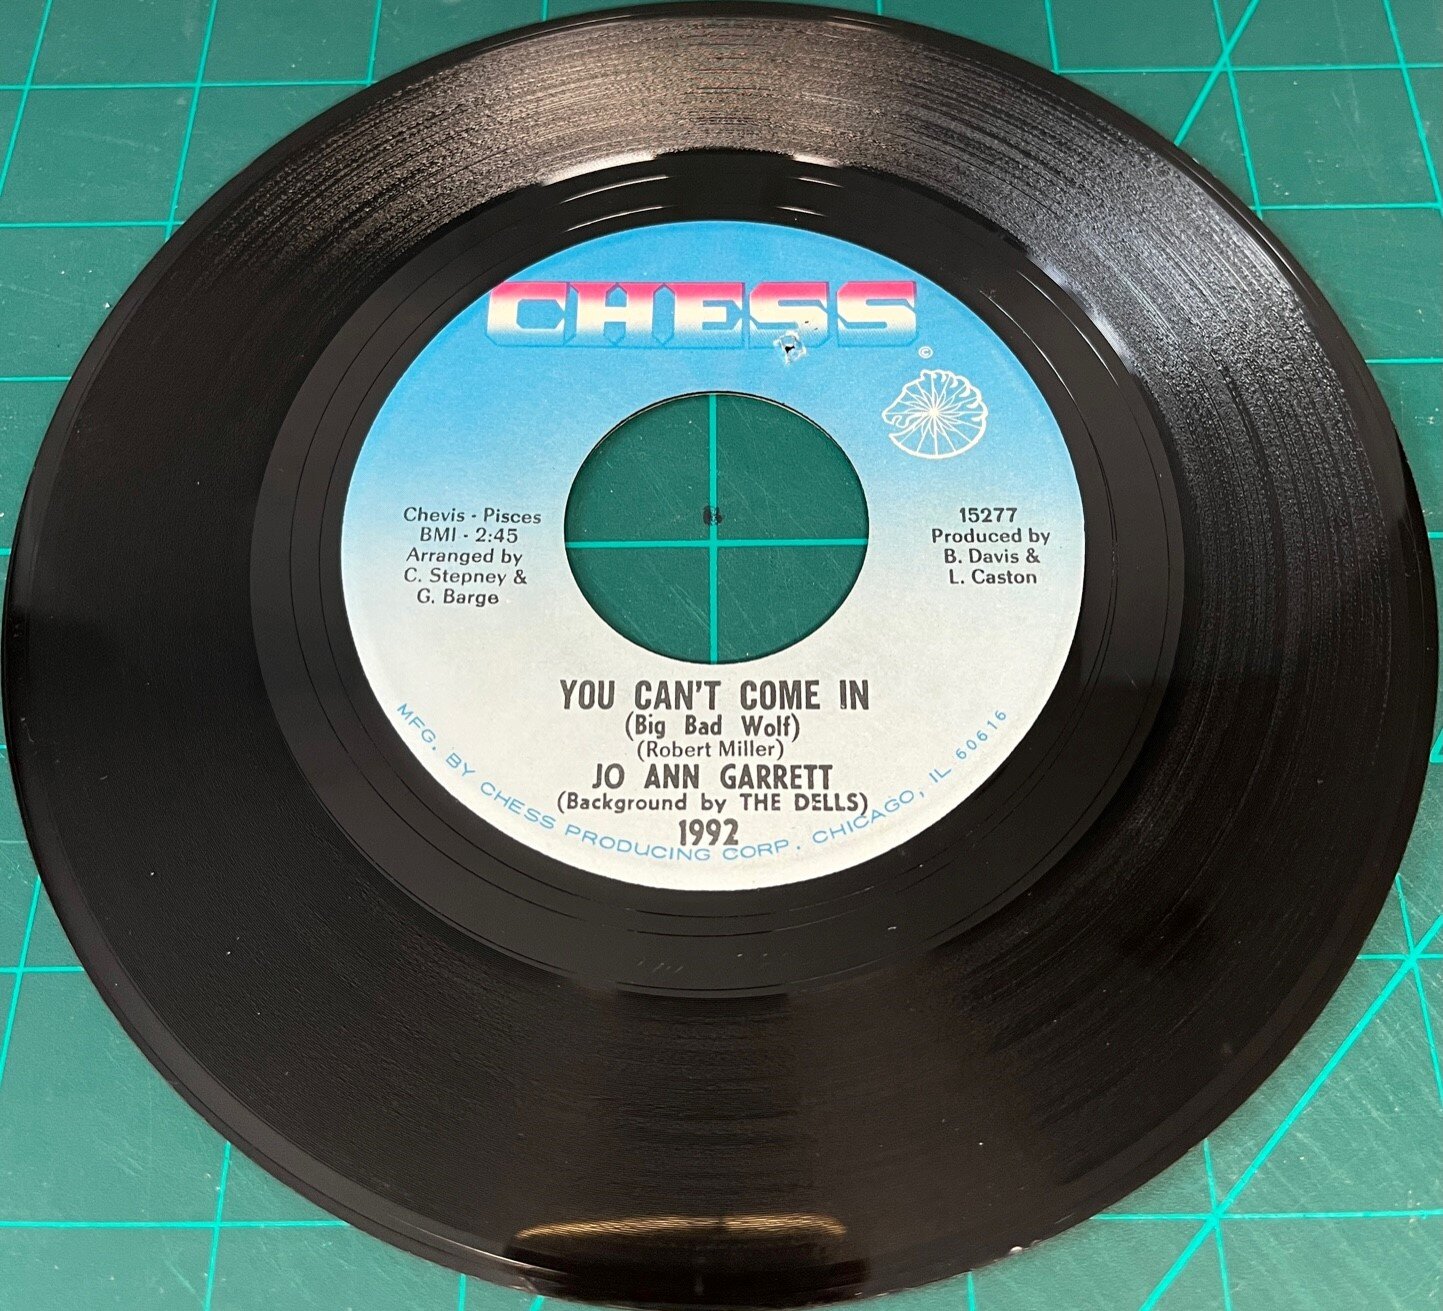 CHESS
©
Chevis - Pisces
BMI - 2:45
Arranged by
C. Stepney &
G. Barge
15277
Produced by
B. Davis &
L. Caston
YOU CAN'T COME IN
(Big Bad Wolf)
(Robert Miller)
JO ANN GARRETT
(Background by THE DELLS)
1992
MFG. BY CHESS PRODUCING CORP. CHICAGO, IL 60616